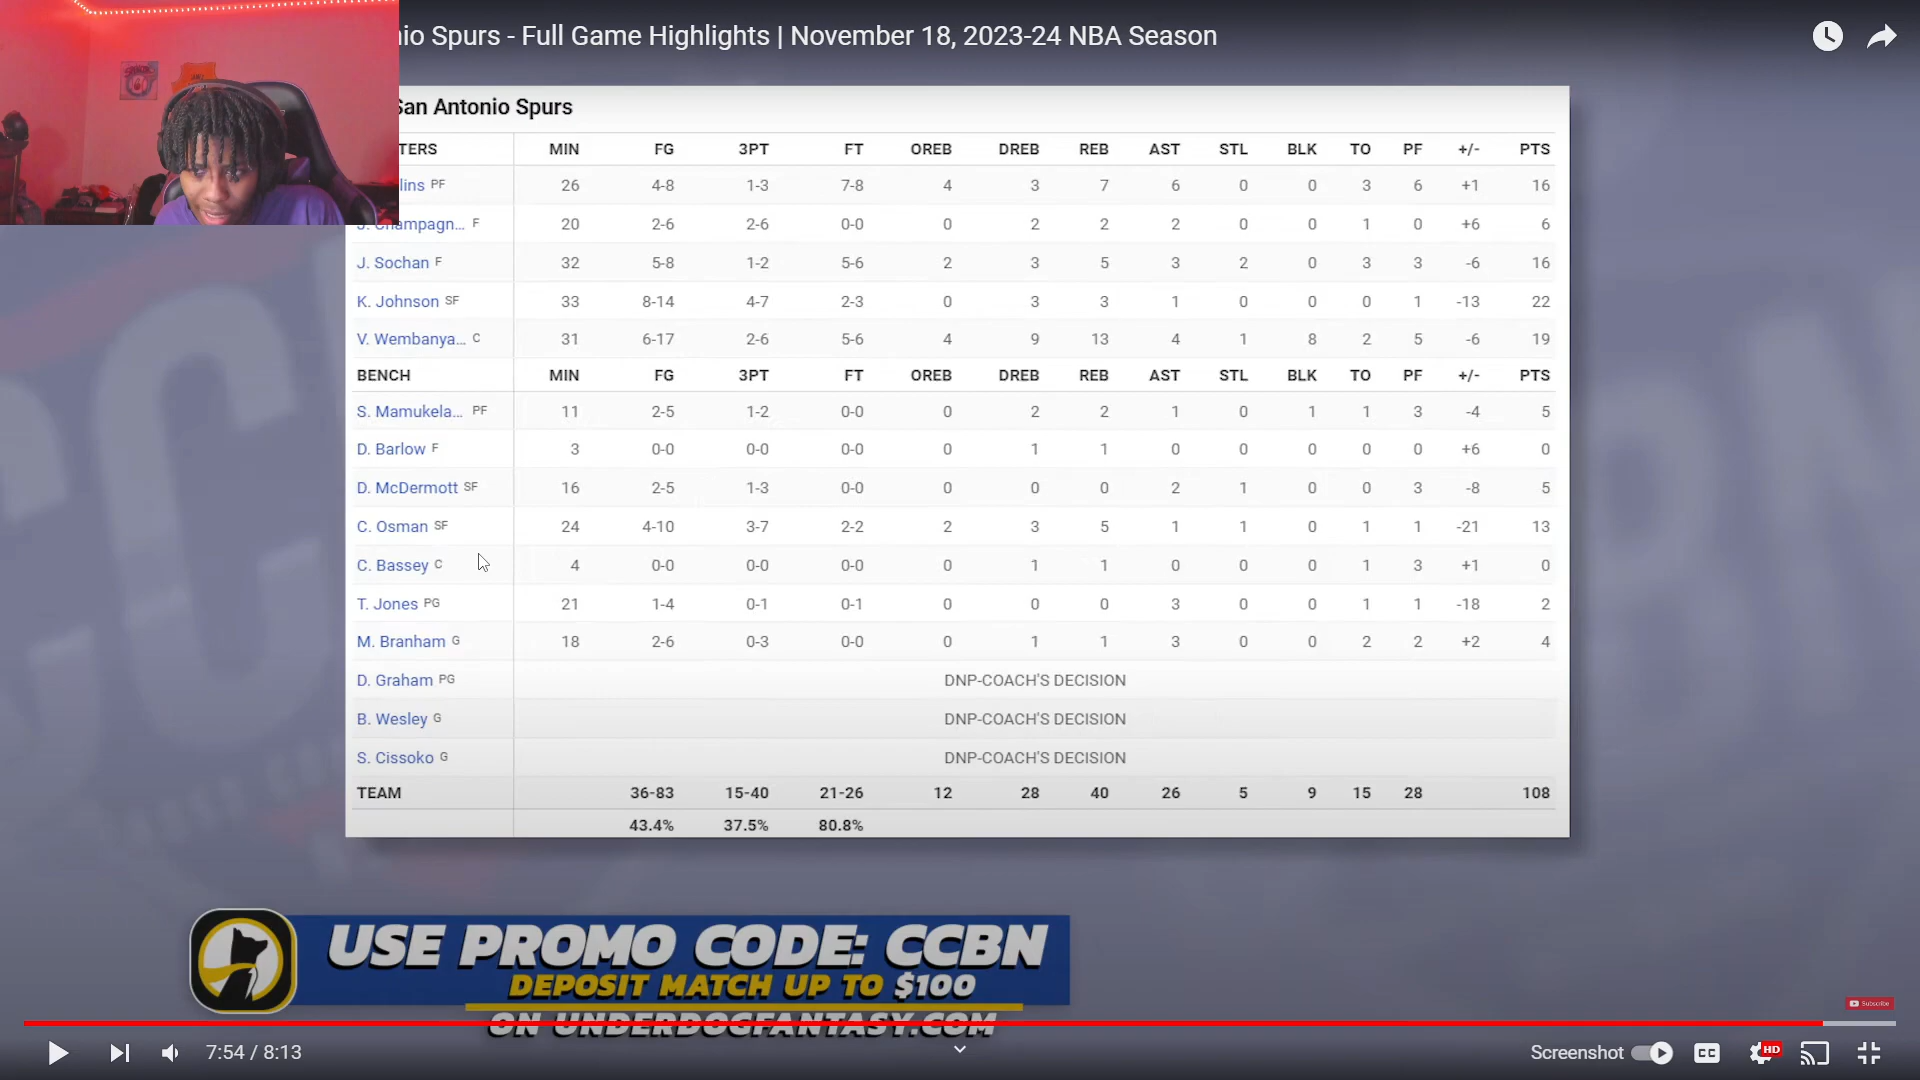 io Spurs - Full Game Highlights | November 18, 2023-24 NBA Season
San Antonio Spurs
TERS MIN FG 3PT FT OREB DREB REB AST STL BLK TO PF +/- PTS
lins PF 26 4-8 1-3 7-8 4 3 7 6 0 0 3 6 +1 16
J. Champagn... F 20 2-6 2-6 0-0 0 2 2 2 0 0 1 0 +6 6
J. Sochan F 32 5-8 1-2 5-6 2 3 5 3 2 0 3 3 -6 16
K. Johnson SF 33 8-14 4-7 2-3 0 3 3 1 0 0 0 1 -13 22
V. Wembanya... C 31 6-17 2-6 5-6 4 9 13 4 1 8 2 5 -6 19
BENCH MIN FG 3PT FT OREB DREB REB AST STL BLK TO PF +/- PTS
S. Mamukela... PF 11 2-5 1-2 0-0 0 2 2 1 0 1 1 3 -4 5
D. Barlow F 3 0-0 0-0 0-0 0 1 1 0 0 0 0 0 +6 0
D. McDermott SF 16 2-5 1-3 0-0 0 0 0 2 1 0 0 3 -8 5
C. Osman SF 24 4-10 3-7 2-2 2 3 5 1 1 0 1 1 -21 13
C. Bassey C 4 0-0 0-0 0-0 0 1 1 0 0 0 1 3 +1 0
T. Jones PG 21 1-4 0-1 0-1 0 0 0 3 0 0 1 1 -18 2
M. Branham G 18 2-6 0-3 0-0 0 1 1 3 0 0 2 2 +2 4
D. Graham PG DNP-COACH'S DECISION
B. Wesley G DNP-COACH'S DECISION
S. Cissoko G DNP-COACH'S DECISION
TEAM 36-83 15-40 21-26 12 28 40 26 5 9 15 28 108
43.4% 37.5% 80.8%
USE PROMO CODE: CCBN
DEPOSIT MATCH UP TO $100
ON UNDERDOGFANTASY.COM
Subscribe
7:54 / 8:13
Screenshot
CC
HD